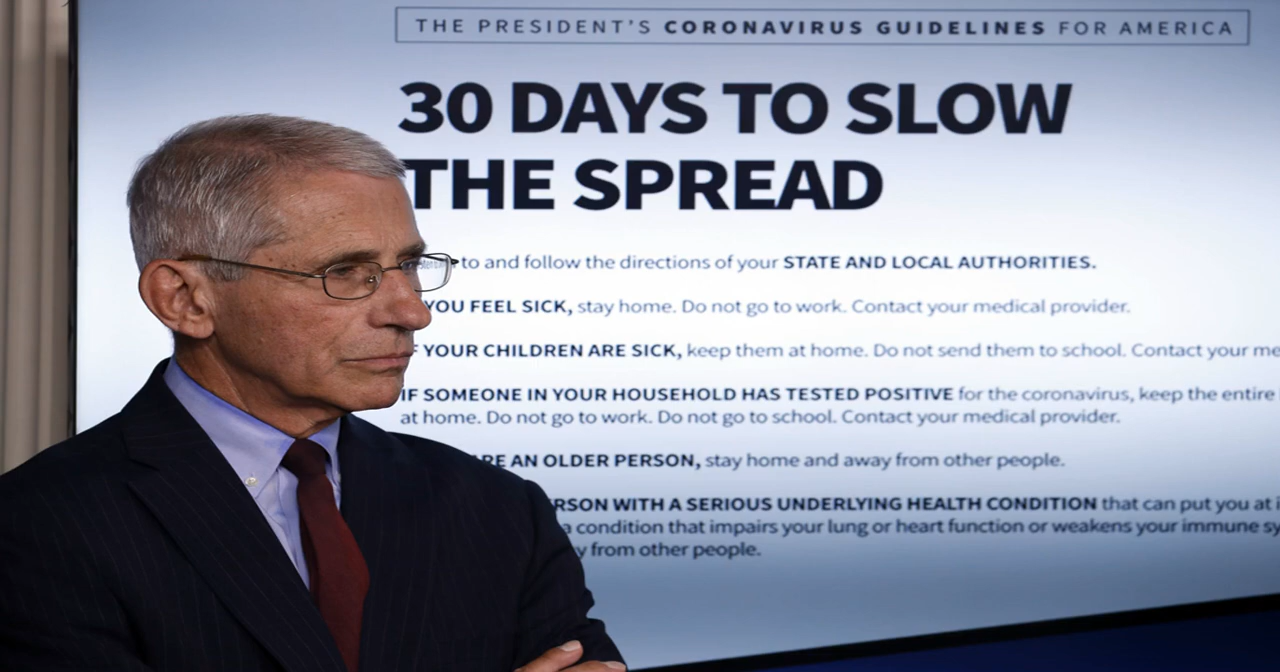 THE PRESIDENT'S CORONAVIRUS GUIDELINES FOR AMERICA
30 DAYS TO SLOW
THE SPREAD
to and follow the directions of your STATE AND LOCAL AUTHORITIES.
YOU FEEL SICK, stay home. Do not go to work. Contact your medical provider.
YOUR CHILDREN ARE SICK, keep them at home. Do not send them to school. Contact your me
IF SOMEONE IN YOUR HOUSEHOLD HAS TESTED POSITIVE for the coronavirus, keep the entire
at home. Do not go to work. Do not go to school. Contact your medical provider.
RE AN OLDER PERSON, stay home and away from other people.
RSON WITH A SERIOUS UNDERLYING HEALTH CONDITION that can put you at i
a condition that impairs your lung or heart function or weakens your immune sy
y from other people.